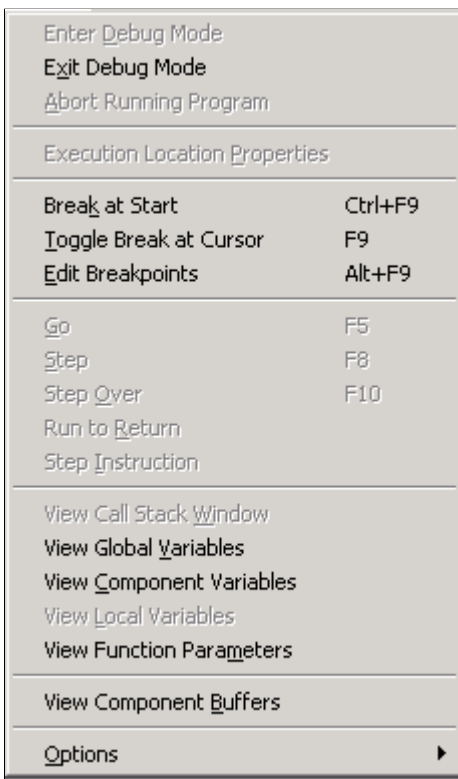 Enter Debug Mode
Exit Debug Mode
Abort Running Program
Execution Location Properties
Break at Start Ctrl+F9
Toggle Break at Cursor F9
Edit Breakpoints Alt+F9
Go F5
Step F8
Step Over F10
Run to Return
Step Instruction
View Call Stack Window
View Global Variables
View Component Variables
View Local Variables
View Function Parameters
View Component Buffers
Options